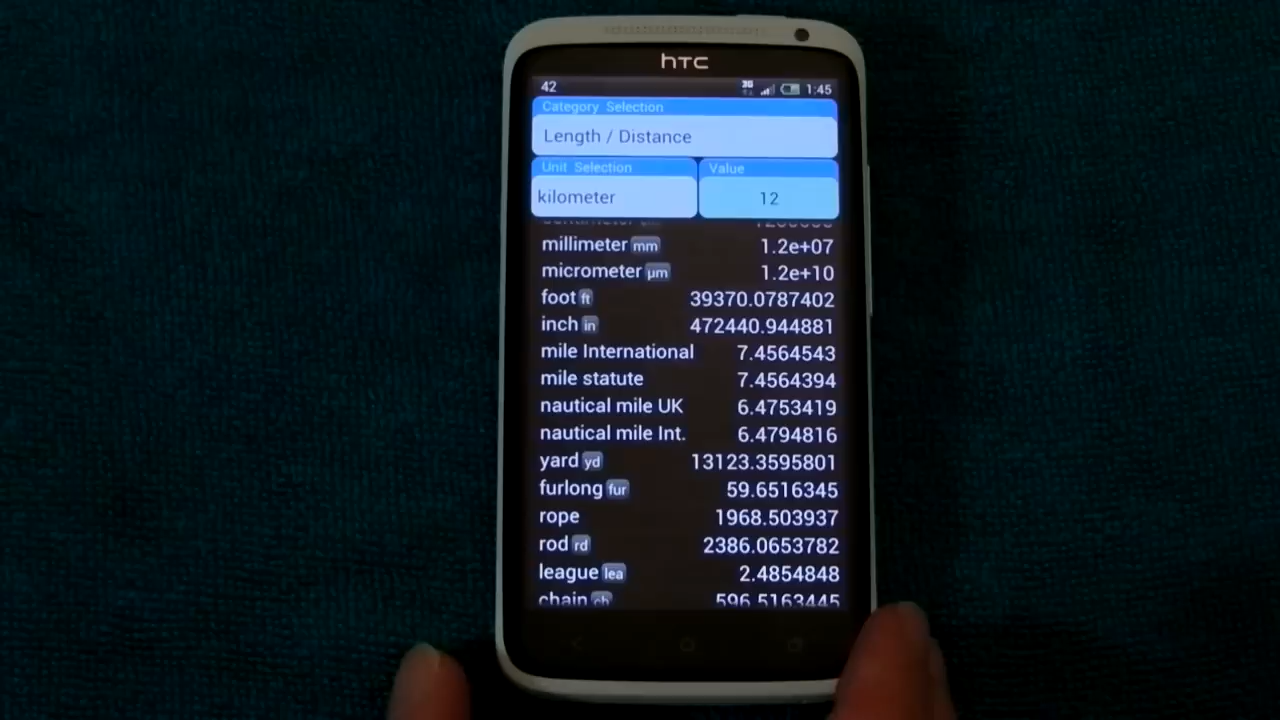 hTC
42 3G 1:45
Category Selection
Length / Distance
Unit Selection Value
kilometer 12
millimeter mm 1.2e+07
micrometer µm 1.2e+10
foot ft 39370.0787402
inch in 472440.944881
mile International 7.4564543
mile statute 7.4564394
nautical mile UK 6.4753419
nautical mile Int. 6.4794816
yard yd 13123.3595801
furlong fur 59.6516345
rope 1968.503937
rod rd 2386.0653782
league lea 2.4854848
chain ch 596.5163445